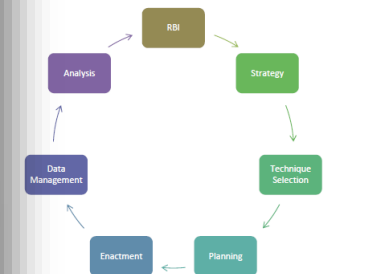 RBI
Strategy
Technique
Selection
Planning
Enactment
Data
Management
Analysis